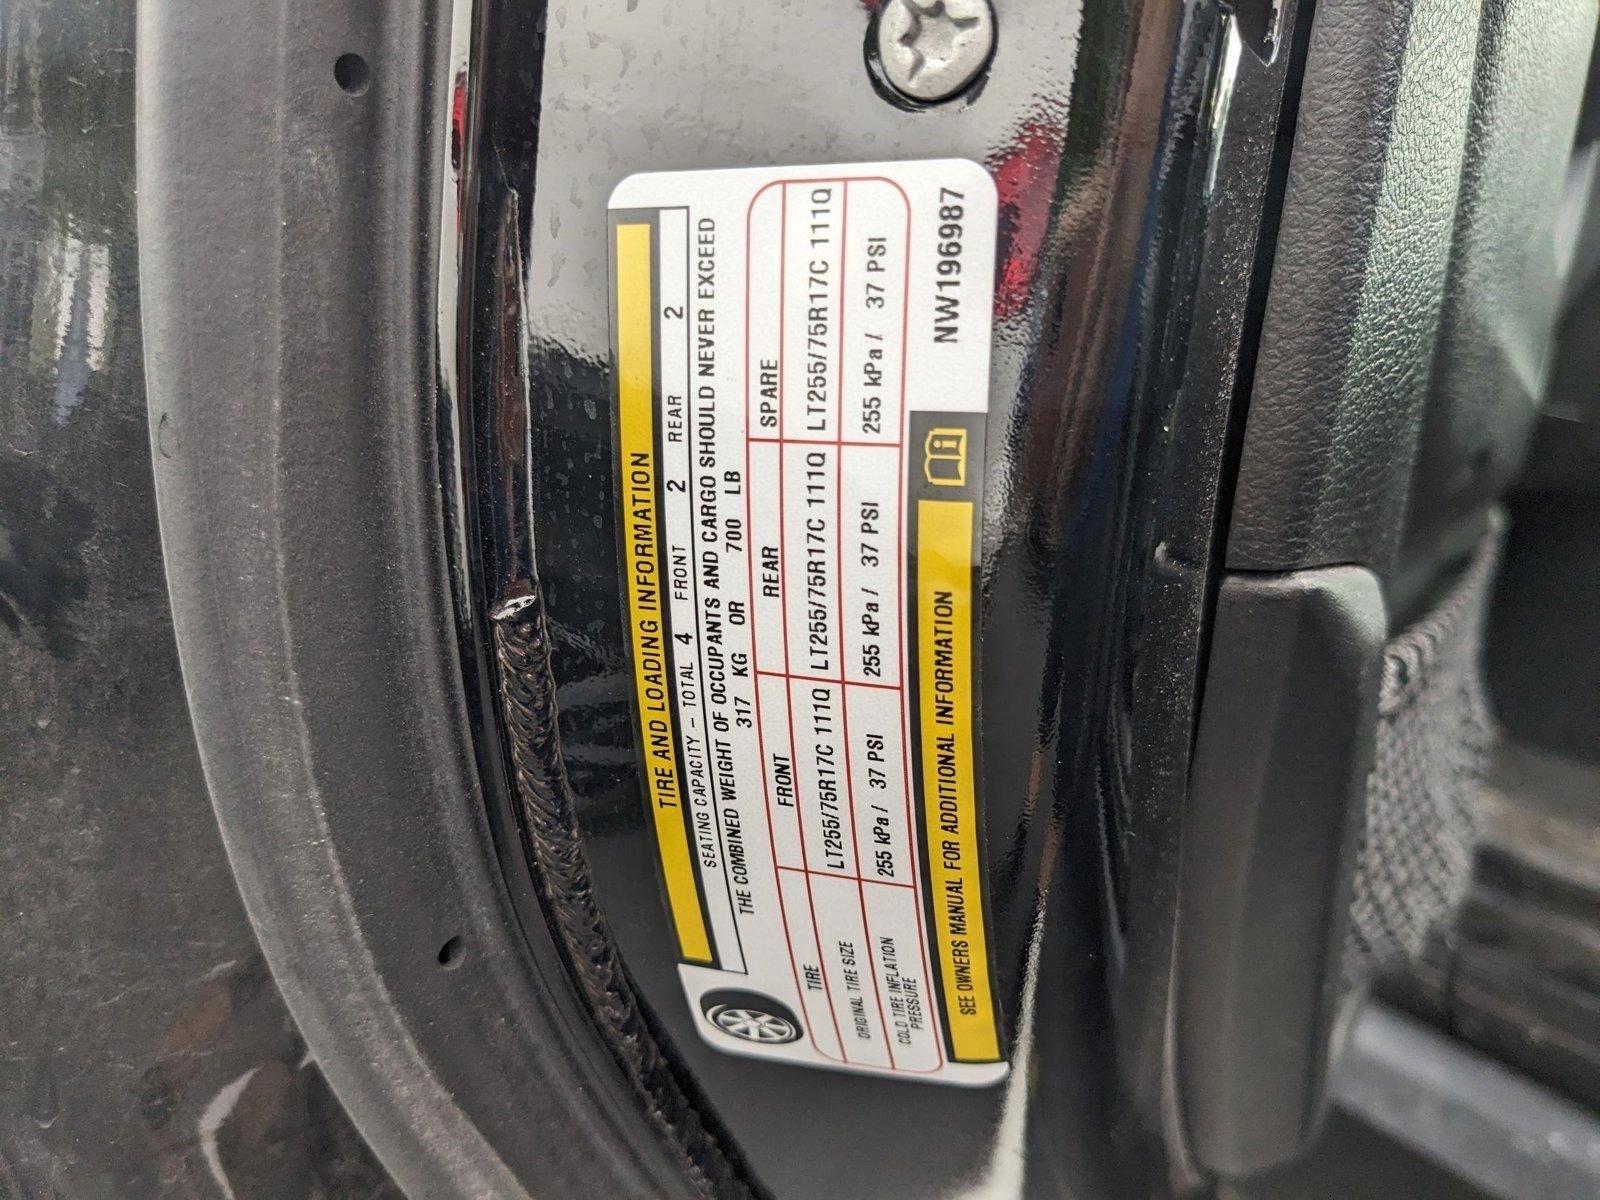 TIRE AND LOADING INFORMATION
SEATING CAPACITY - TOTAL 4 FRONT 2 REAR 2
THE COMBINED WEIGHT OF OCCUPANTS AND CARGO SHOULD NEVER EXCEED
317 KG OR 700 LB
TIRE FRONT REAR SPARE
ORIGINAL TIRE SIZE LT255/75R17C 111Q LT255/75R17C 111Q LT255/75R17C 111Q
COLD TIRE INFLATION PRESSURE 255 kPa / 37 PSI 255 kPa / 37 PSI 255 kPa / 37 PSI
SEE OWNERS MANUAL FOR ADDITIONAL INFORMATION
NW196987